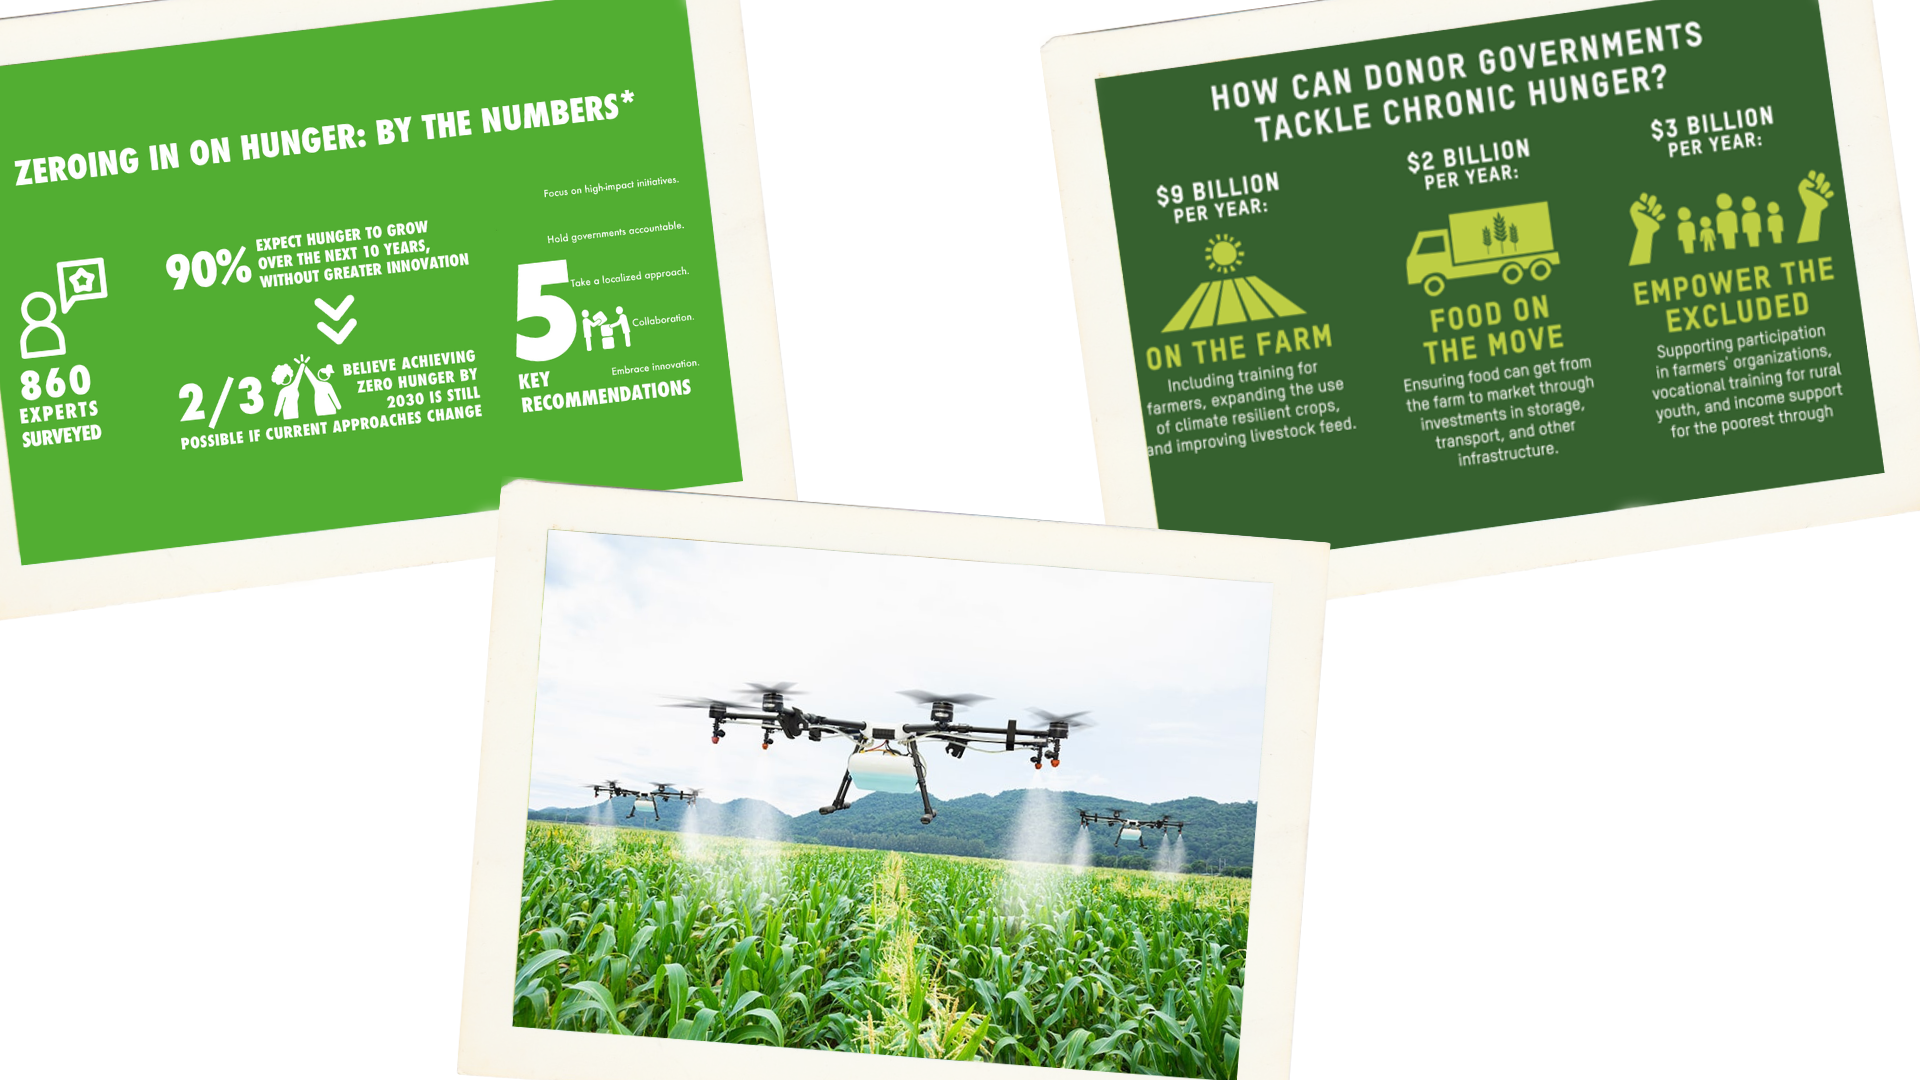 ZEROING IN ON HUNGER: BY THE NUMBERS*
860
EXPERTS
SURVEYED
90%
EXPECT HUNGER TO GROW
OVER THE NEXT 10 YEARS,
WITHOUT GREATER INNOVATION
2/3
BELIEVE ACHIEVING
ZERO HUNGER BY
2030 IS STILL
POSSIBLE IF CURRENT APPROACHES CHANGE
5
KEY
RECOMMENDATIONS
Focus on high-impact initiatives.
Hold governments accountable.
Take a localized approach.
Collaboration.
Embrace innovation.
HOW CAN DONOR GOVERNMENTS
TACKLE CHRONIC HUNGER?
$9 BILLION
PER YEAR:
ON THE FARM
Including training for
farmers, expanding the use
of climate resilient crops,
and improving livestock feed.
$2 BILLION
PER YEAR:
FOOD ON
THE MOVE
Ensuring food can get from
the farm to market through
investments in storage,
transport, and other
infrastructure.
$3 BILLION
PER YEAR:
EMPOWER THE
EXCLUDED
Supporting participation
in farmers' organizations,
vocational training for rural
youth, and income support
for the poorest through